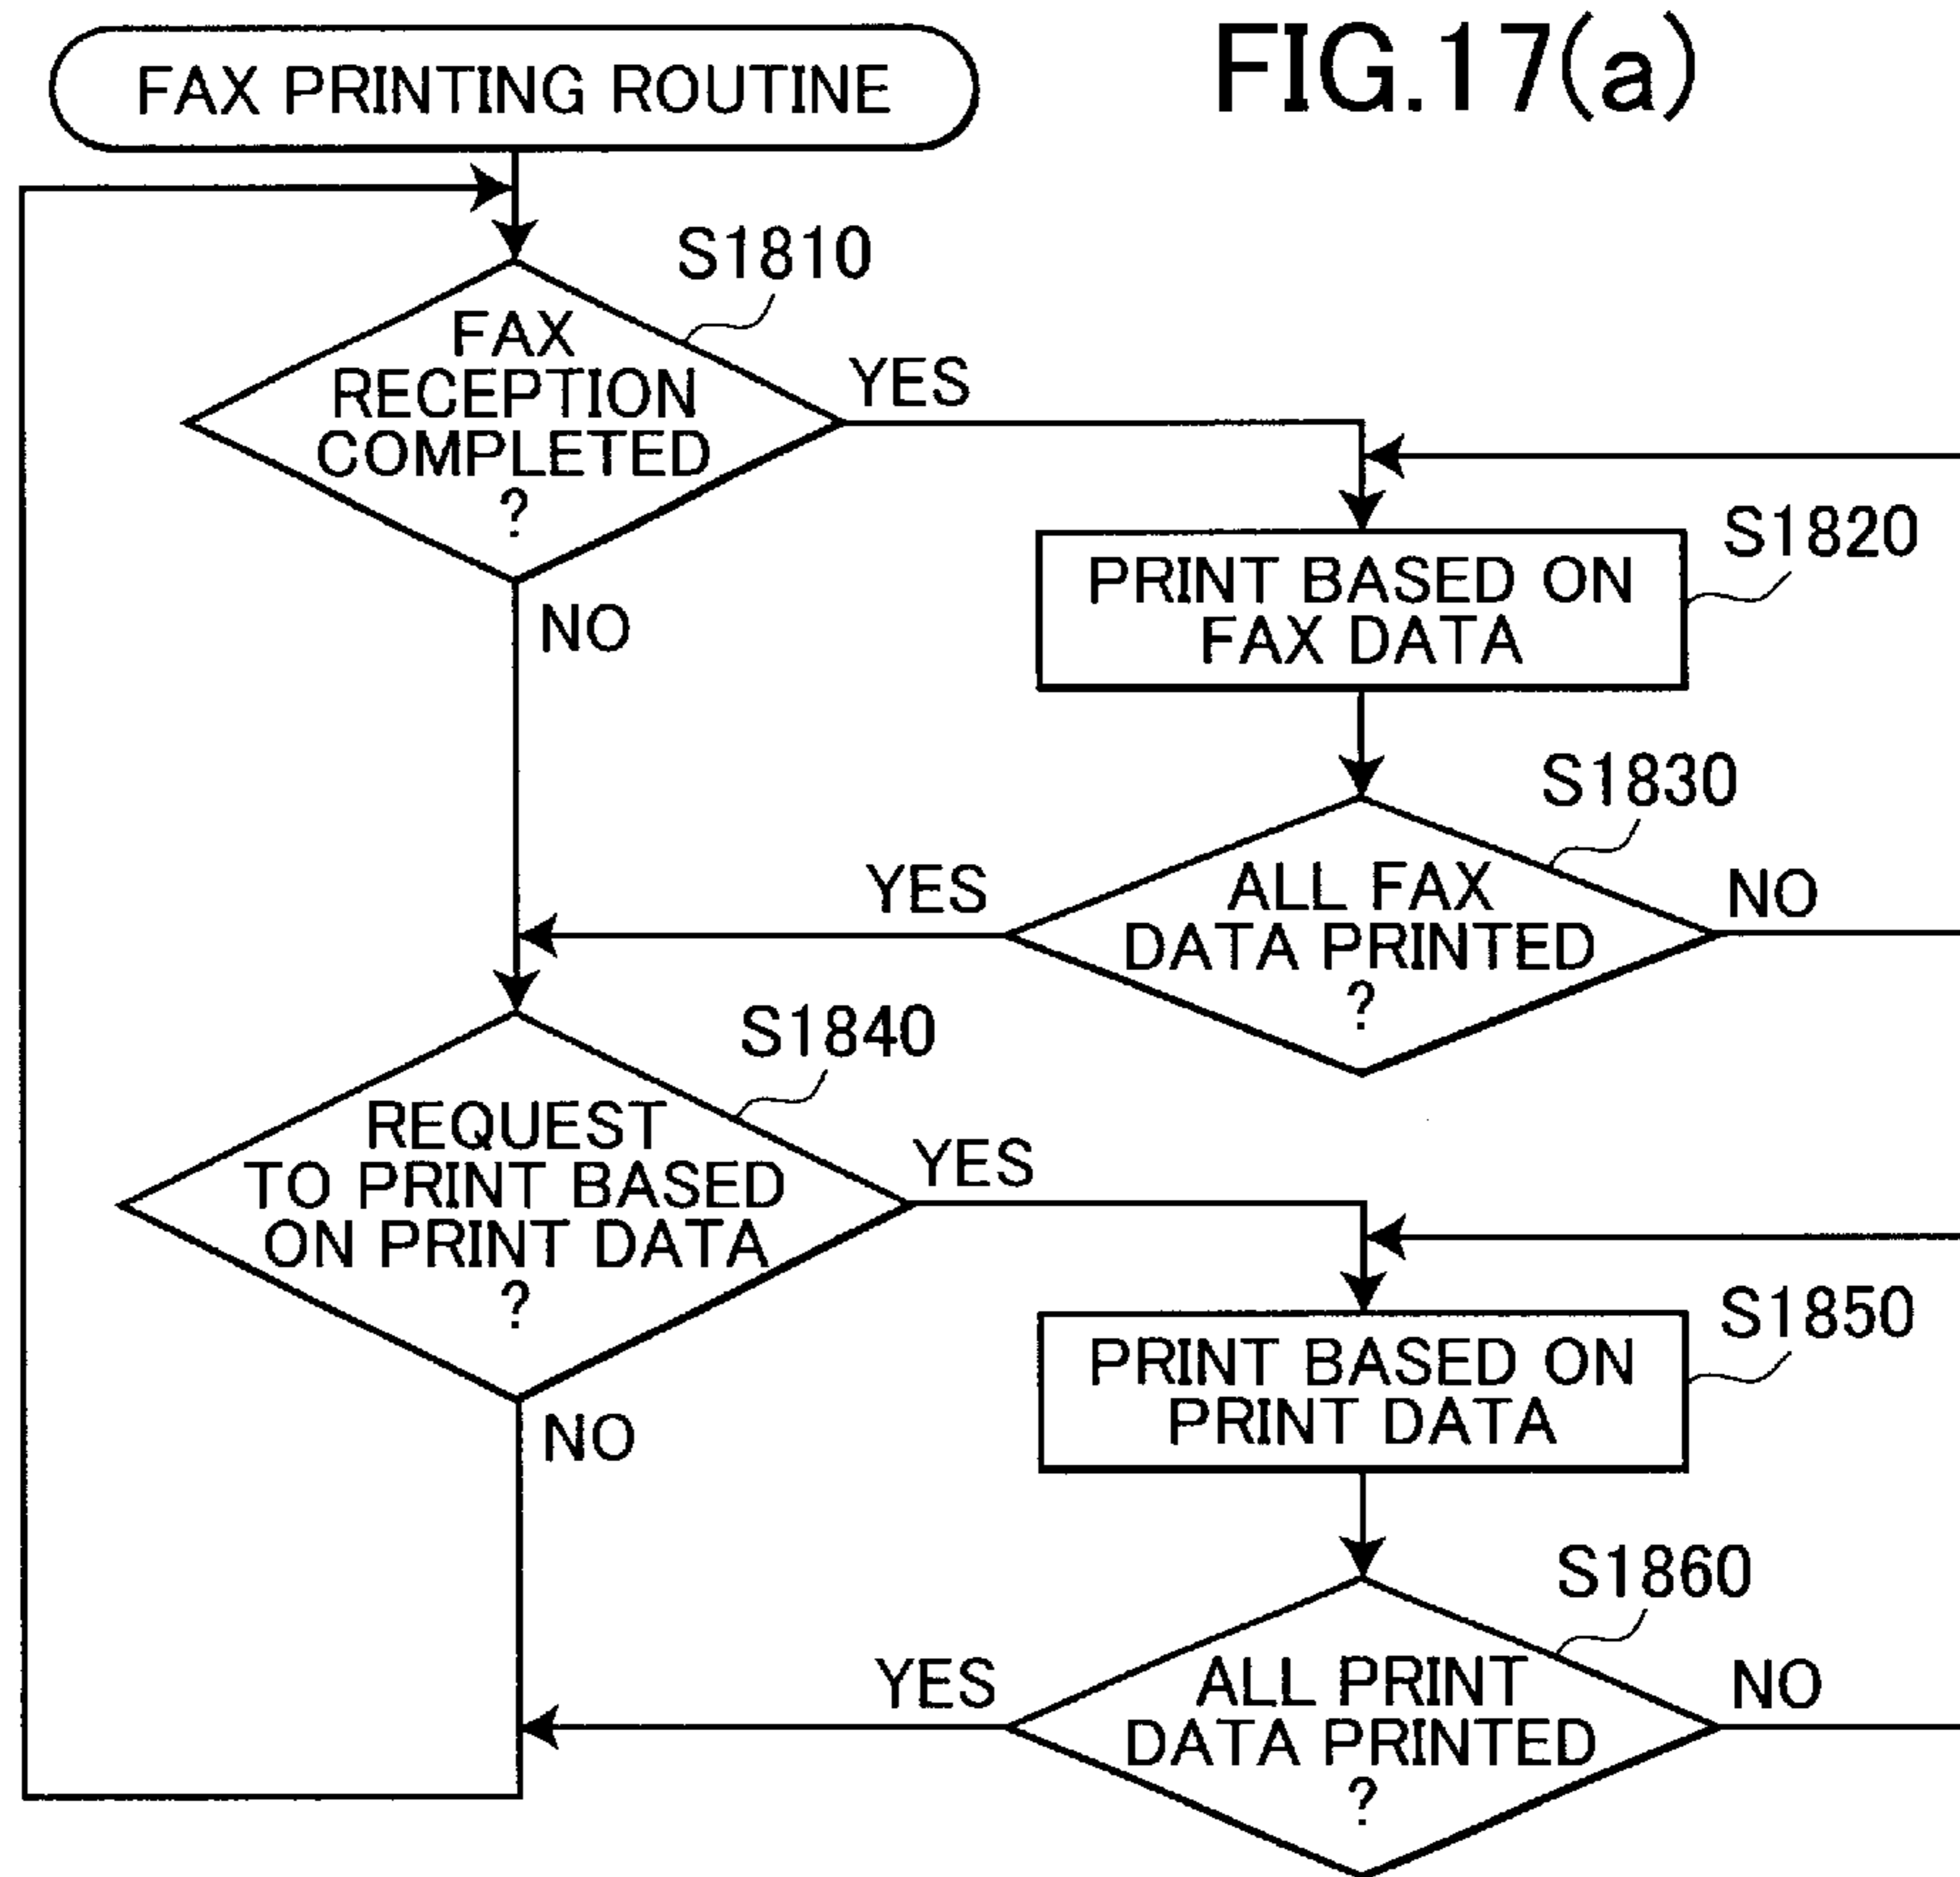 FIG.17(a)
FAX PRINTING ROUTINE
S1810
FAX
RECEPTION
COMPLETED
?
YES
NO
S1820
PRINT BASED ON
FAX DATA
S1830
ALL FAX
DATA PRINTED
?
YES
NO
S1840
REQUEST
TO PRINT BASED
ON PRINT DATA
?
YES
NO
S1850
PRINT BASED ON
PRINT DATA
S1860
ALL PRINT
DATA PRINTED
?
YES
NO